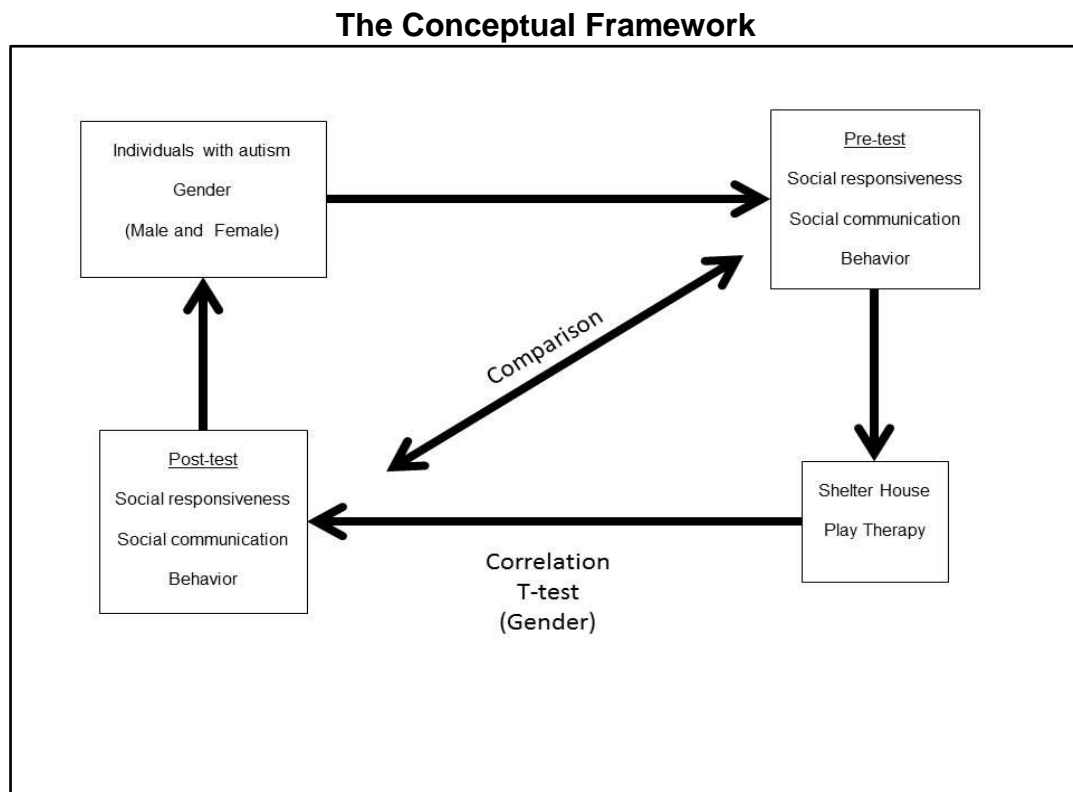 The Conceptual Framework
Individuals with autism
Gender
(Male and Female)
Pre-test
Social responsiveness
Social communication
Behavior
Comparison
Post-test
Social responsiveness
Social communication
Behavior
Shelter House
Play Therapy
Correlation
T-test
(Gender)